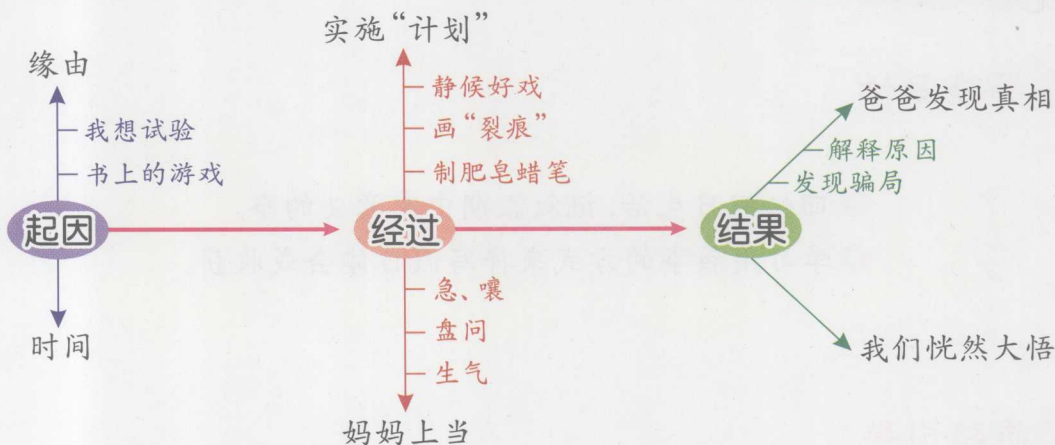 实施“计划”
缘由
静候好戏
爸爸发现真相
我想试验
画“裂痕”
解释原因
书上的游戏
制肥皂蜡笔
发现骗局
起因
经过
结果
急、嚷
时间
盘问
我们恍然大悟
生气
妈妈上当